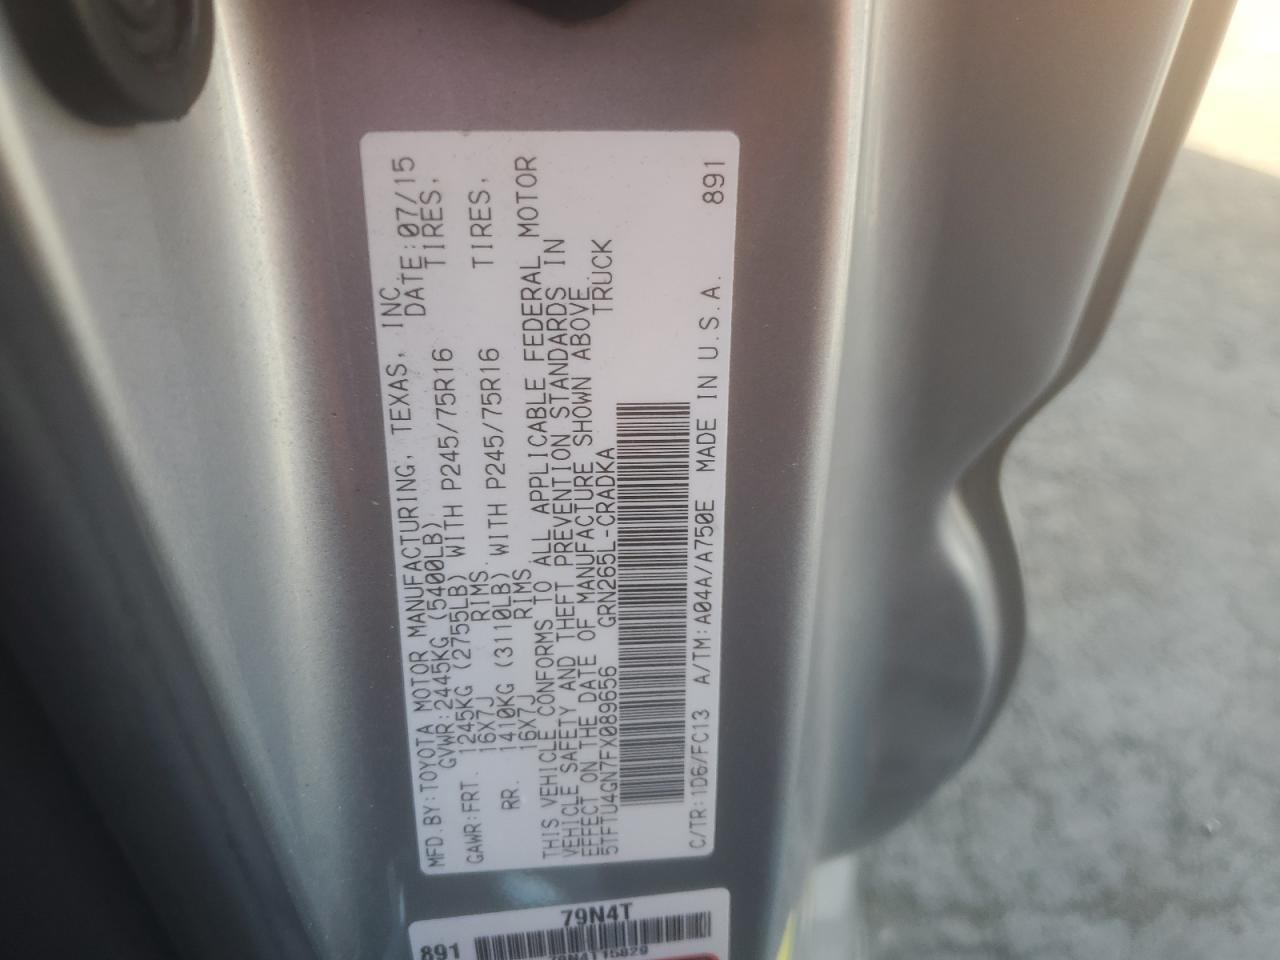 MFD.BY:TOYOTA MOTOR MANUFACTURING, TEXAS, INC.
GVWR:2445KG (5400LB) DATE:07/15
GAWR:FRT. 1245KG (2755LB) WITH P245/75R16 TIRES,
16X7J RIMS.
RR. 1410KG (3110LB) WITH P245/75R16 TIRES,
16X7J RIMS.
THIS VEHICLE CONFORMS TO ALL APPLICABLE FEDERAL MOTOR
VEHICLE SAFETY AND THEFT PREVENTION STANDARDS IN
EFFECT ON THE DATE OF MANUFACTURE SHOWN ABOVE.
5TFTU4GN7FX089656 GRN265L-CRADKA TRUCK
C/TR:1D6/FC13 A/TM:A04A/A750E MADE IN U.S.A. 891
79N4T
891
79N4T15829